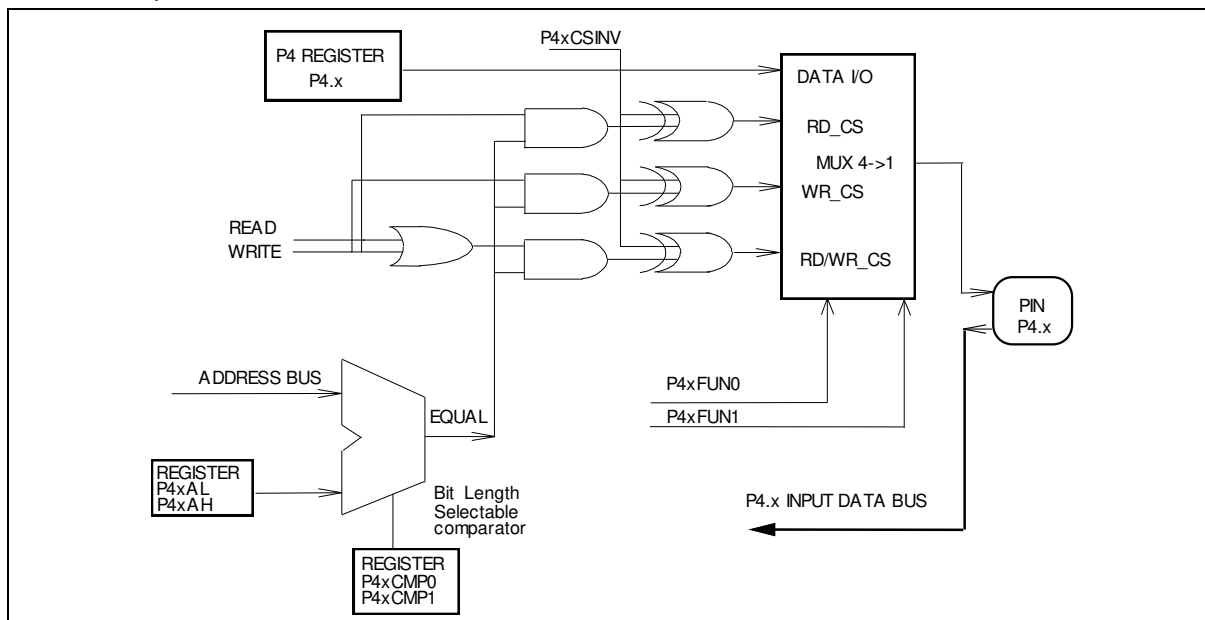 P4xCSINV
P4 REGISTER
P4.x
DATA I/O
RD_CS
MUX 4->1
WR_CS
READ
WRITE
RD/WR_CS
PIN
P4.x
ADDRESS BUS
P4xFUN0
EQUAL
P4xFUN1
REGISTER
P4xAL
P4xAH
Bit Length
Selectable
comparator
P4.x INPUT DATA BUS
REGISTER
P4xCMP0
P4xCMP1